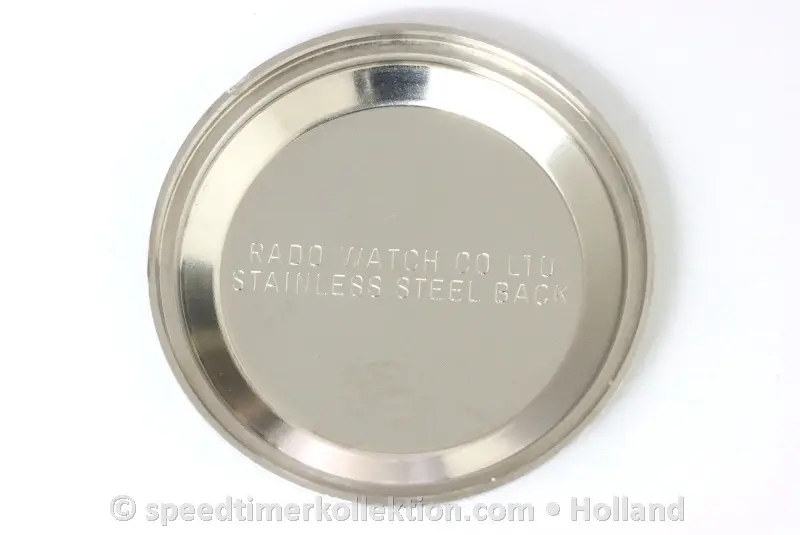 RADO WATCH CO LTD
STAINLESS STEEL BACK
© speedtimerkollektion.com • Holland